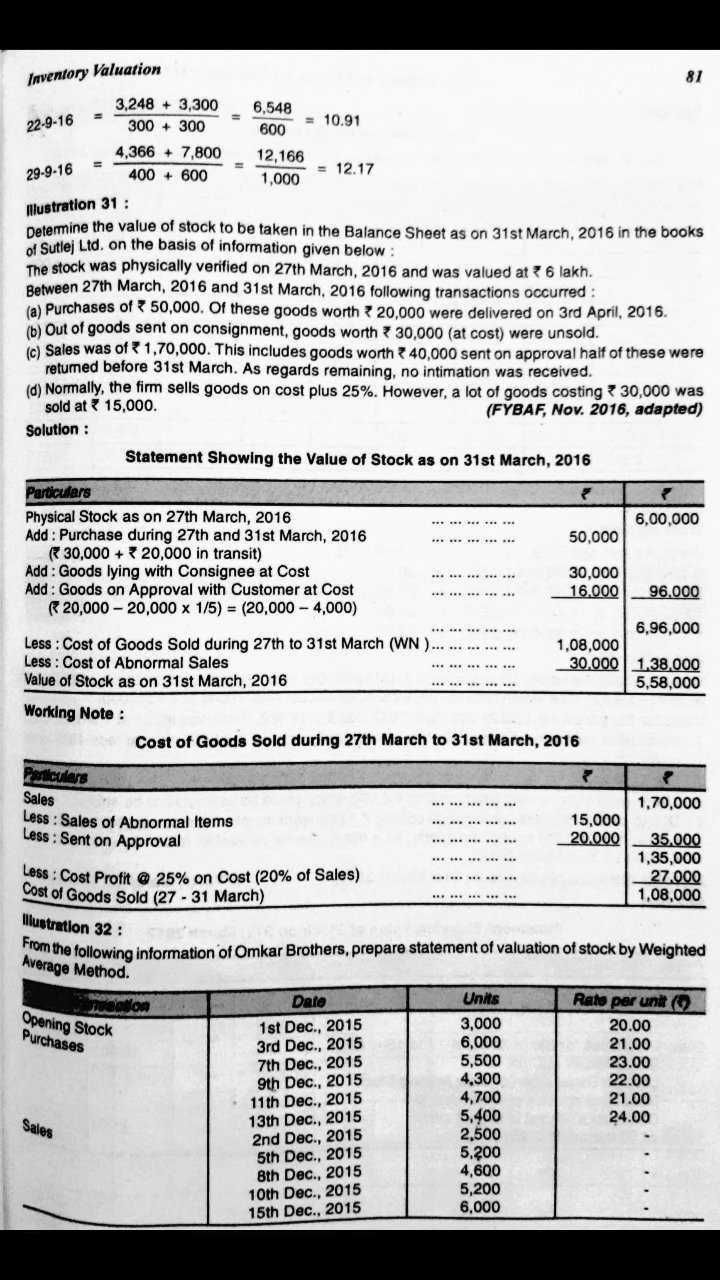 Inventory Valuation 81
22-9-16 = 3,248 + 3,300 / 300 + 300 = 6,548 / 600 = 10.91
29-9-16 = 4,366 + 7,800 / 400 + 600 = 12,166 / 1,000 = 12.17
Illustration 31 :
Determine the value of stock to be taken in the Balance Sheet as on 31st March, 2016 in the books
of Sutlej Ltd. on the basis of information given below :
The stock was physically verified on 27th March, 2016 and was valued at ₹ 6 lakh.
Between 27th March, 2016 and 31st March, 2016 following transactions occurred :
(a) Purchases of ₹ 50,000. Of these goods worth ₹ 20,000 were delivered on 3rd April, 2016.
(b) Out of goods sent on consignment, goods worth ₹ 30,000 (at cost) were unsold.
(c) Sales was of ₹ 1,70,000. This includes goods worth ₹ 40,000 sent on approval half of these were
returned before 31st March. As regards remaining, no intimation was received.
(d) Normally, the firm sells goods on cost plus 25%. However, a lot of goods costing ₹ 30,000 was
sold at ₹ 15,000. (FYBAF, Nov. 2016, adapted)
Solution :
Statement Showing the Value of Stock as on 31st March, 2016
Particulars ₹ ₹
Physical Stock as on 27th March, 2016 ... ... ... ... ... 6,00,000
Add : Purchase during 27th and 31st March, 2016 ... ... ... ... ... 50,000
(₹ 30,000 + ₹ 20,000 in transit)
Add : Goods lying with Consignee at Cost ... ... ... ... ... 30,000
Add : Goods on Approval with Customer at Cost ... ... ... ... ... 16,000 96,000
(₹ 20,000 – 20,000 x 1/5) = (20,000 – 4,000)
... ... ... ... ... 6,96,000
Less : Cost of Goods Sold during 27th to 31st March (WN )... ... ... ... ... 1,08,000
Less : Cost of Abnormal Sales ... ... ... ... ... 30,000 1,38,000
Value of Stock as on 31st March, 2016 ... ... ... ... ... 5,58,000
Working Note :
Cost of Goods Sold during 27th March to 31st March, 2016
Particulars ₹ ₹
Sales ... ... ... ... ... 1,70,000
Less : Sales of Abnormal Items ... ... ... ... ... 15,000
Less : Sent on Approval ... ... ... ... ... 20,000 35,000
... ... ... ... ... 1,35,000
Less : Cost Profit @ 25% on Cost (20% of Sales) ... ... ... ... ... 27,000
Cost of Goods Sold (27 - 31 March) ... ... ... ... ... 1,08,000
Illustration 32 :
From the following information of Omkar Brothers, prepare statement of valuation of stock by Weighted
Average Method.
Transaction Date Units Rate per unit (₹)
Opening Stock 1st Dec., 2015 3,000 20.00
Purchases 3rd Dec., 2015 6,000 21.00
7th Dec., 2015 5,500 23.00
9th Dec., 2015 4,300 22.00
11th Dec., 2015 4,700 21.00
13th Dec., 2015 5,400 24.00
Sales 2nd Dec., 2015 2,500 -
5th Dec., 2015 5,200 -
8th Dec., 2015 4,600 -
10th Dec., 2015 5,200 -
15th Dec., 2015 6,000 -